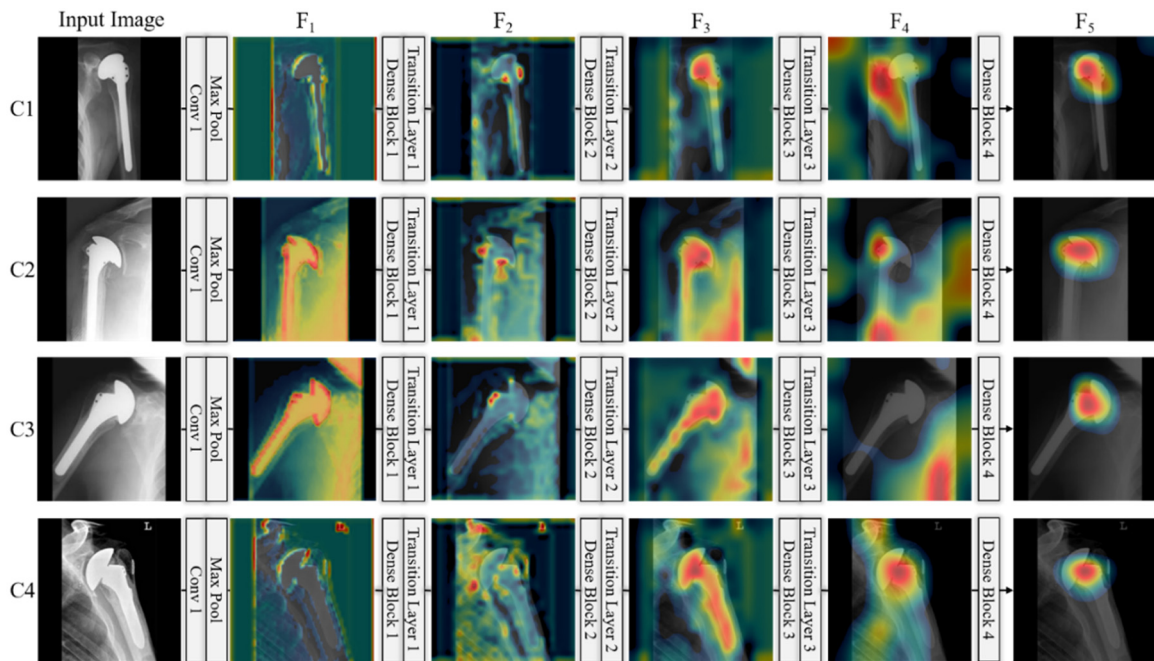 Input Image F₁ F₂ F₃ F₄ F₅
C1 Conv 1 Max Pool Dense Block 1 Transition Layer 1 Dense Block 2 Transition Layer 2 Dense Block 3 Transition Layer 3 Dense Block 4
C2 Conv 1 Max Pool Dense Block 1 Transition Layer 1 Dense Block 2 Transition Layer 2 Dense Block 3 Transition Layer 3 Dense Block 4
C3 Conv 1 Max Pool Dense Block 1 Transition Layer 1 Dense Block 2 Transition Layer 2 Dense Block 3 Transition Layer 3 Dense Block 4
L L L L L
C4 Conv 1 Max Pool Dense Block 1 Transition Layer 1 Dense Block 2 Transition Layer 2 Dense Block 3 Transition Layer 3 Dense Block 4